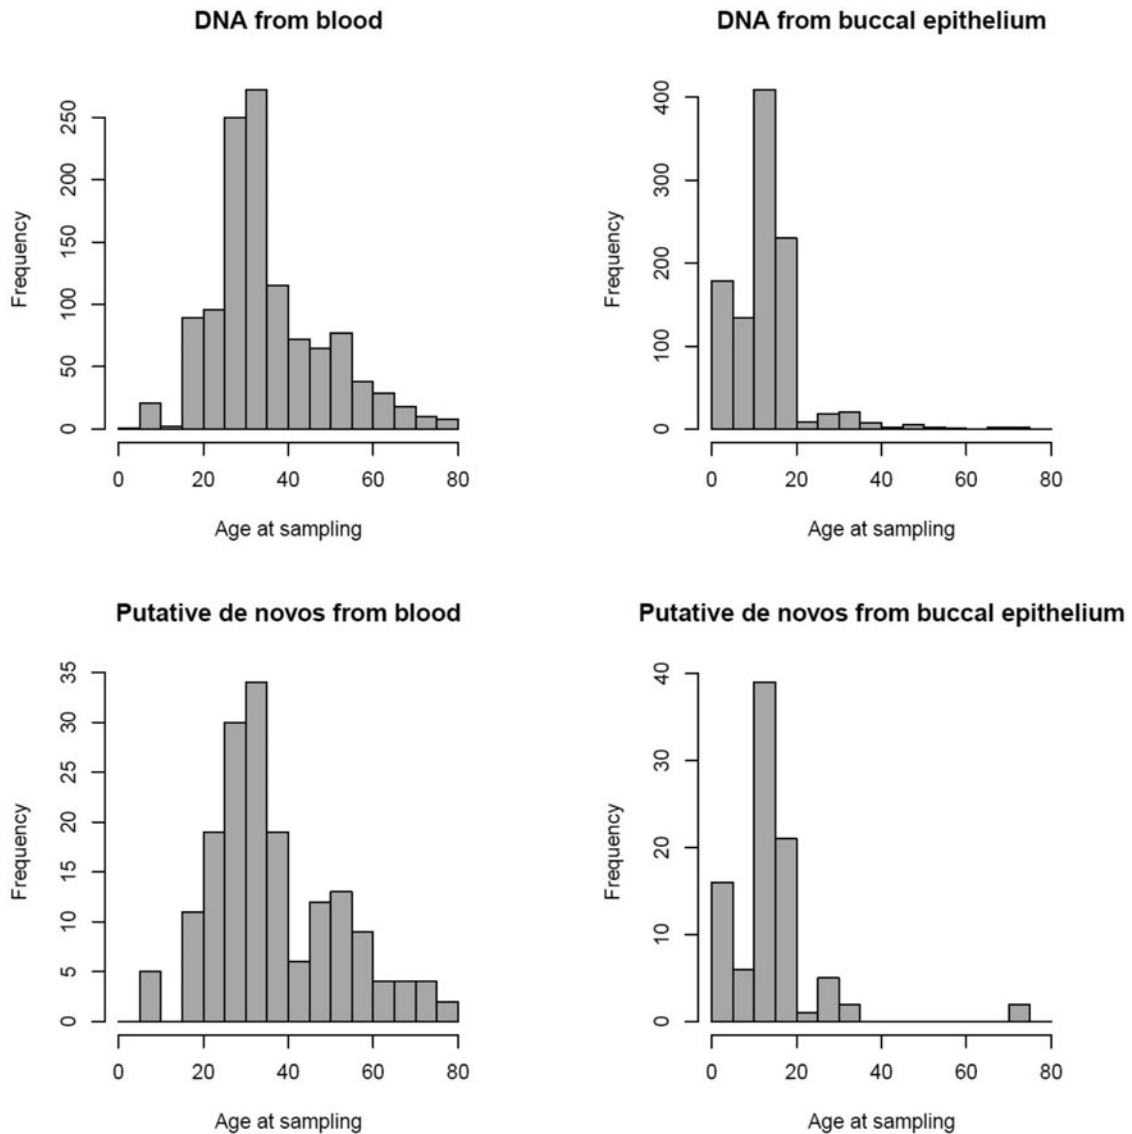 DNA from blood
Frequency
250
200
150
100
50
0
0 20 40 60 80
Age at sampling
DNA from buccal epithelium
Frequency
400
300
200
100
0
0 20 40 60 80
Age at sampling
Putative de novos from blood
Frequency
35
30
25
20
15
10
5
0
0 20 40 60 80
Age at sampling
Putative de novos from buccal epithelium
Frequency
40
30
20
10
0
0 20 40 60 80
Age at sampling